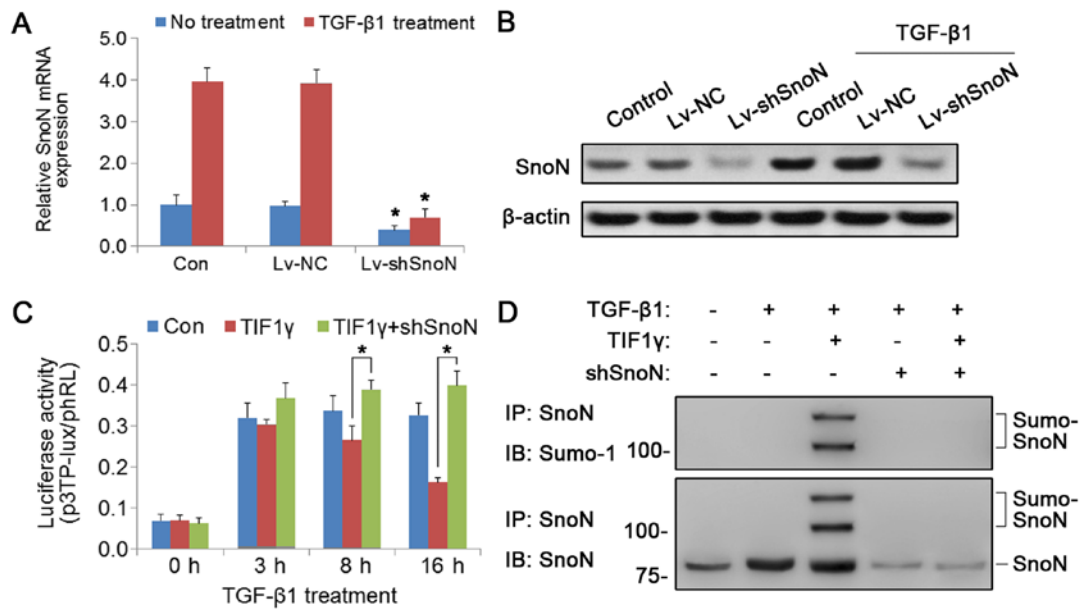 A
No treatment TGF-β1 treatment
Relative SnoN mRNA
expression
5.0
4.0
3.0
2.0
1.0
0.0
* *
Con Lv-NC Lv-shSnoN
B
TGF-β1
Control Lv-NC Lv-shSnoN Control Lv-NC Lv-shSnoN
SnoN
β-actin
C
Con TIF1γ TIF1γ+shSnoN
Luciferase activity
(p3TP-lux/phRL)
0.5
0.4
0.3
0.2
0.1
0.0
* *
0 h 3 h 8 h 16 h
TGF-β1 treatment
D
TGF-β1: - + + + +
TIF1γ: - - + - +
shSnoN: - - - + +
IP: SnoN
IB: Sumo-1
100-
Sumo-
SnoN
IP: SnoN
IB: SnoN
100-
75-
Sumo-
SnoN
SnoN